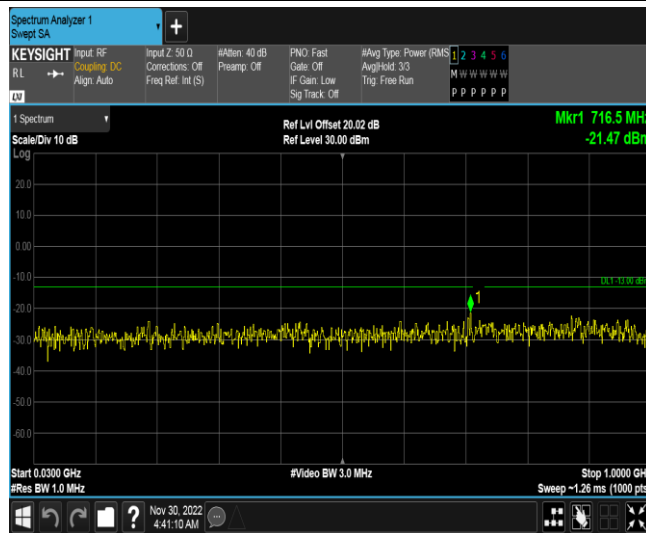 Spectrum Analyzer 1
Swept SA
+
KEYSIGHT
RL
LXI
Input: RF
Coupling: DC
Align: Auto
Input Z: 50 Ω
Corrections: Off
Freq Ref: Int (S)
#Atten: 40 dB
Preamp: Off
PNO: Fast
Gate: Off
IF Gain: Low
Sig Track: Off
#Avg Type: Power (RMS
Avg|Hold: 3/3
Trig: Free Run
1 2 3 4 5 6
M W W W W W
P P P P P P
1 Spectrum
Scale/Div 10 dB
Log
Ref Lvl Offset 20.02 dB
Ref Level 30.00 dBm
Mkr1 716.5 MHz
-21.47 dBm
20.0
10.0
0.00
-10.0
DL1 -13.00 dBm
1
-20.0
-30.0
-40.0
-50.0
-60.0
Start 0.0300 GHz
#Res BW 1.0 MHz
#Video BW 3.0 MHz
Stop 1.0000 GHz
Sweep ~1.26 ms (1000 pts
?
Nov 30, 2022
4:41:10 AM